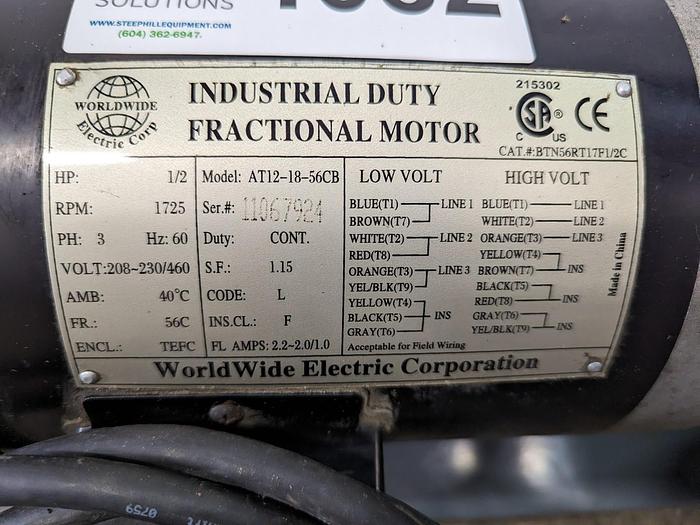 SOLUTIONS
WWW.STEEPHILLEQUIPMENT.COM
(604) 362-6947
WORLDWIDE
Electric Corp
INDUSTRIAL DUTY
FRACTIONAL MOTOR
215302
C US
CE
CAT.#:BTN56RT17F1/2C
HP: 1/2
RPM: 1725
PH: 3 Hz: 60
VOLT:208~230/460
AMB: 40°C
FR.: 56C
ENCL.: TEFC
Model: AT12-18-56CB
Ser.#: 11067924
Duty: CONT.
S.F.: 1.15
CODE: L
INS.CL.: F
FL AMPS: 2.2~2.0/1.0
LOW VOLT
BLUE(T1) LINE 1
BROWN(T7)
WHITE(T2) LINE 2
RED(T8)
ORANGE(T3) LINE 3
YEL/BLK(T9)
YELLOW(T4)
BLACK(T5) INS
GRAY(T6)
Acceptable for Field Wiring
HIGH VOLT
BLUE(T1) LINE 1
WHITE(T2) LINE 2
ORANGE(T3) LINE 3
YELLOW(T4)
BROWN(T7) INS
BLACK(T5)
RED(T8) INS
GRAY(T6)
YEL/BLK(T9) INS
Made in China
WorldWide Electric Corporation
0759